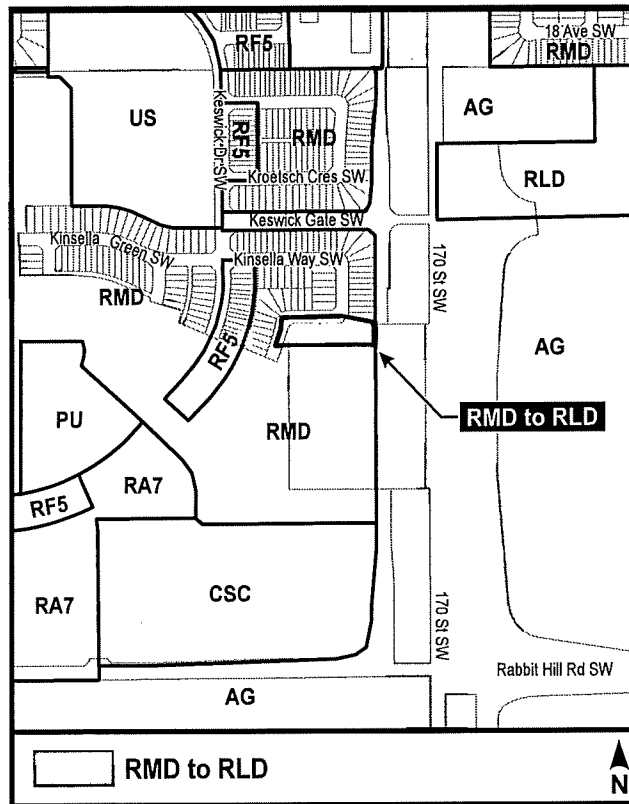 18 Ave SW
RF5
RMD
US
Keswick Dr SW
RF5
RMD
AG
RLD
Kroetsch Cres SW
Keswick Gate SW
Kinsella Green SW
Kinsella Way SW
170 St SW
RMD
RF5
AG
RMD to RLD
PU
RMD
RA7
RF5
CSC
RA7
170 St SW
Rabbit Hill Rd SW
AG
RMD to RLD
N